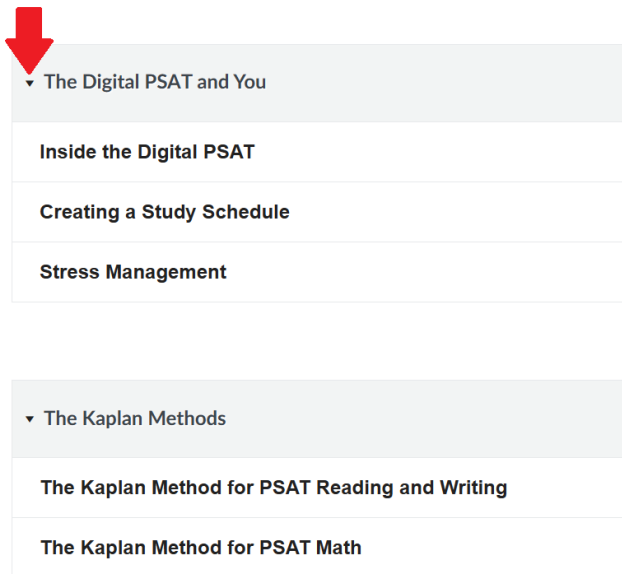 The Digital PSAT and You
Inside the Digital PSAT
Creating a Study Schedule
Stress Management
The Kaplan Methods
The Kaplan Method for PSAT Reading and Writing
The Kaplan Method for PSAT Math